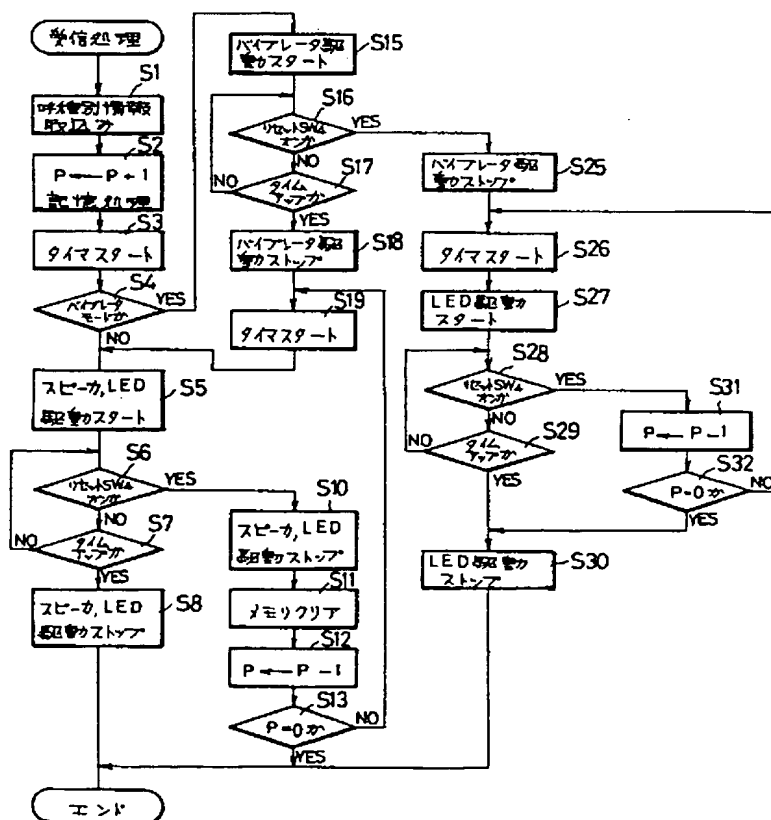 受信処理
S1
呼種別情報
取込み
S2
P ← P + 1
記憶処理
S3
タイマスタート
S4
バイブレータ
モードか
YES
NO
S5
スピーカ,LED
駆動スタート
S6
リセットSW4
オンか
YES
NO
S7
タイム
アップか
NO
YES
S8
スピーカ,LED
駆動ストップ
エンド
S15
バイブレータ駆
動スタート
S16
リセットSW4
オンか
YES
NO
S17
タイム
アップか
NO
YES
S18
バイブレータ駆
動ストップ
S19
タイマスタート
S10
スピーカ,LED
駆動ストップ
S11
メモリクリア
S12
P ← P - 1
S13
P=0か
NO
YES
S25
バイブレータ駆
動ストップ
S26
タイマスタート
S27
LED駆動
スタート
S28
リセットSW4
オンか
YES
NO
S29
タイム
アップか
NO
YES
S30
LED駆動
ストップ
S31
P ← P-1
S32
P=0か
NO
YES